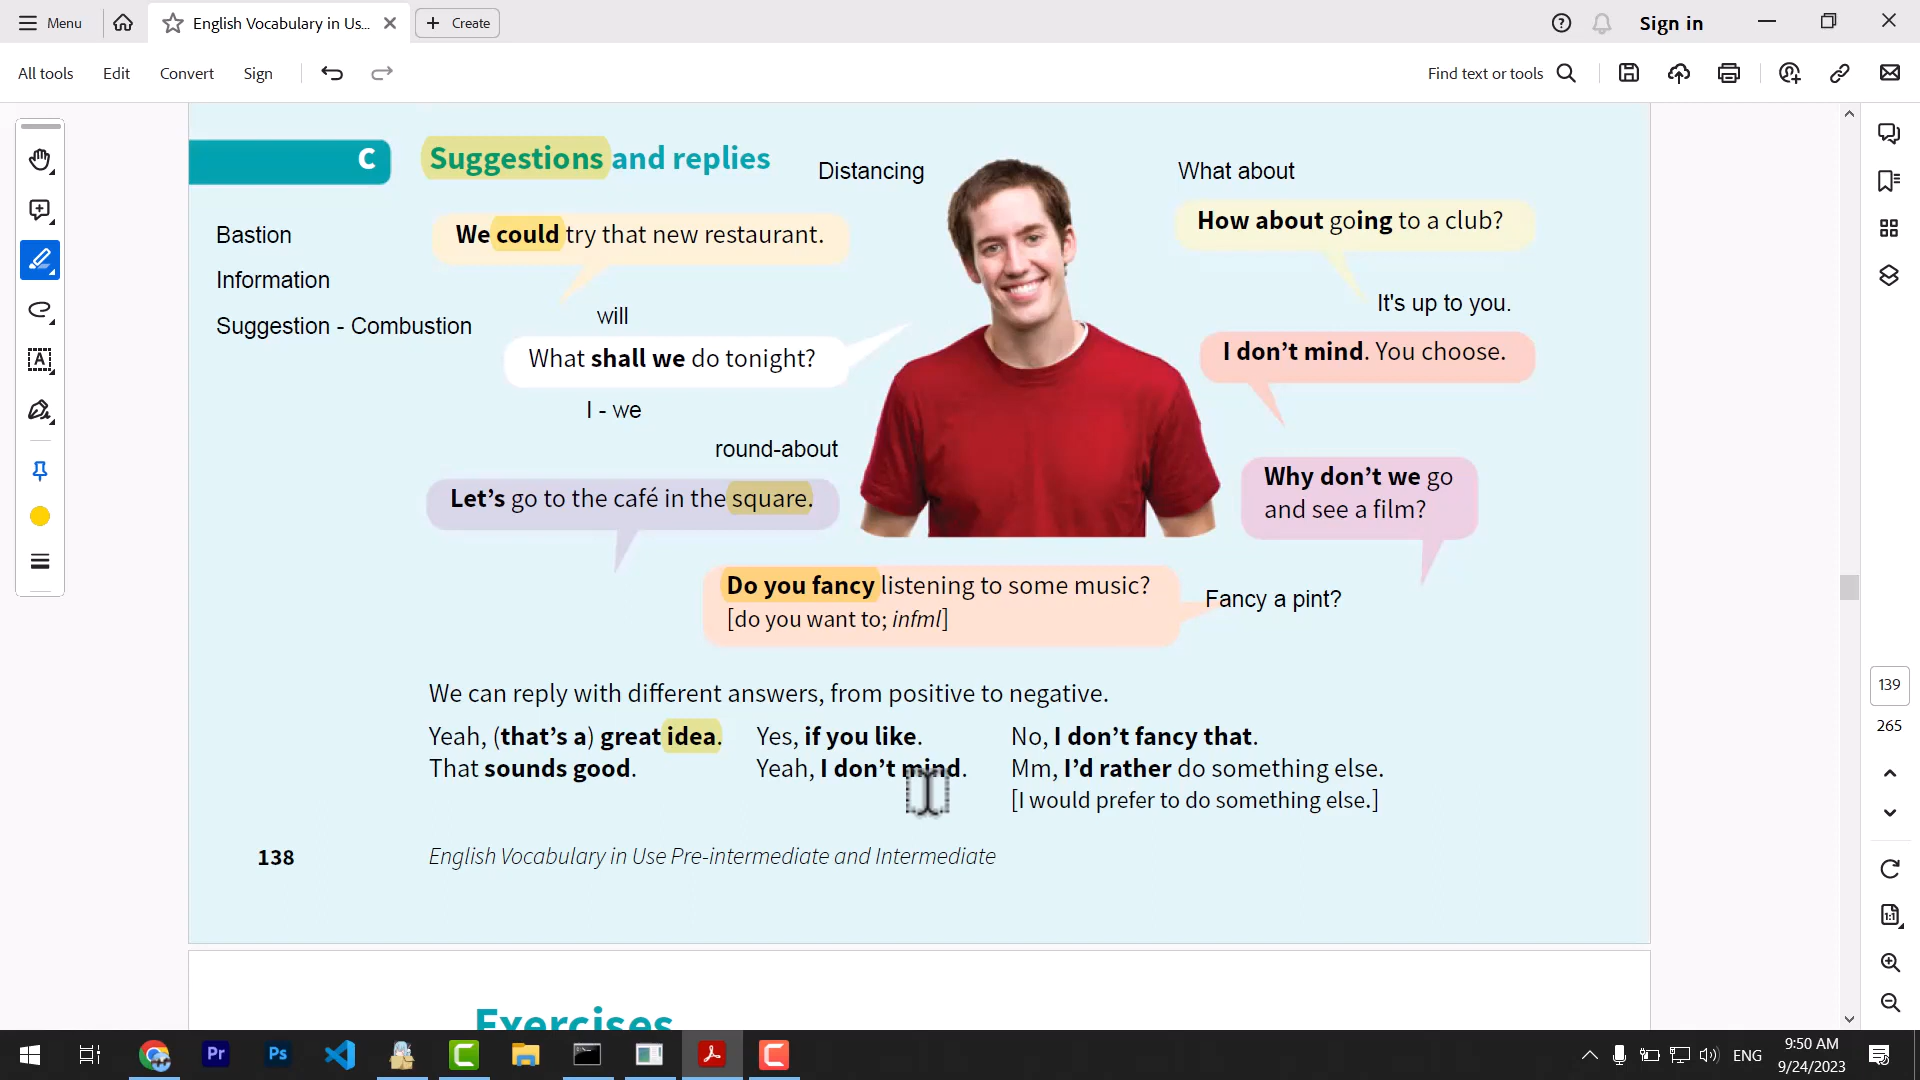 Menu
English Vocabulary in Us...
Create
Sign in
All tools
Edit
Convert
Sign
Find text or tools
C
Suggestions and replies
Distancing
What about
Bastion
We could try that new restaurant.
How about going to a club?
Information
will
It's up to you.
Suggestion - Combustion
What shall we do tonight?
I don't mind. You choose.
I - we
round-about
Let's go to the café in the square.
Why don't we go
and see a film?
Do you fancy listening to some music?
[do you want to; infml]
Fancy a pint?
We can reply with different answers, from positive to negative.
Yeah, (that's a) great idea.
That sounds good.
Yes, if you like.
Yeah, I don't mind.
No, I don't fancy that.
Mm, I'd rather do something else.
[I would prefer to do something else.]
138
English Vocabulary in Use Pre-intermediate and Intermediate
Exercises
139
265
1:1
Pr
Ps
C
C
ENG
9:50 AM
9/24/2023